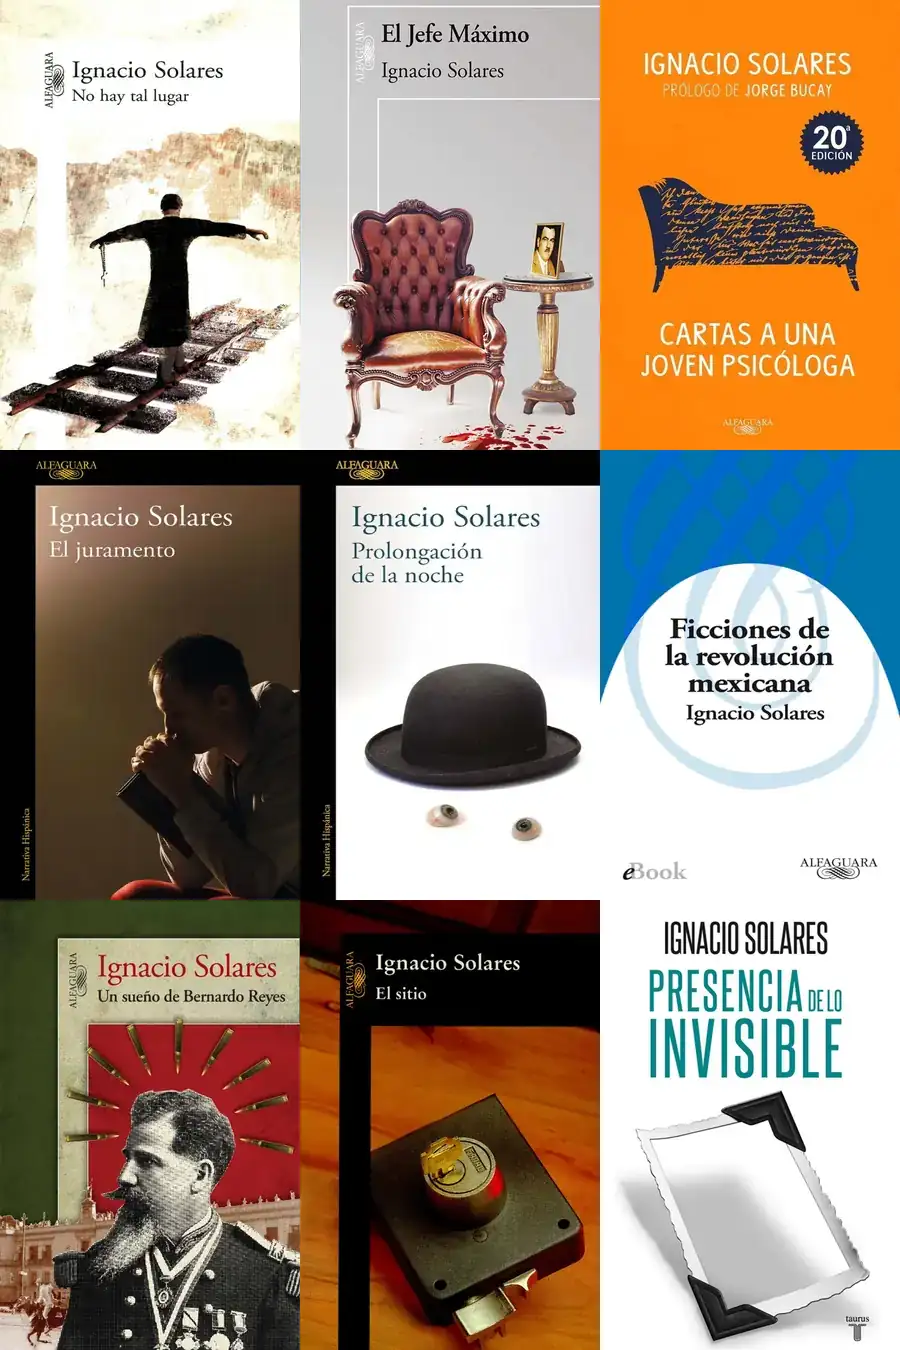 ALFAGUARA
Ignacio Solares
No hay tal lugar
ALFAGUARA
El Jefe Máximo
Ignacio Solares
IGNACIO SOLARES
PRÓLOGO DE JORGE BUCAY
20ª
EDICIÓN
CARTAS A UNA
JOVEN PSICÓLOGA
ALFAGUARA
ALFAGUARA
Ignacio Solares
El juramento
Narrativa Hispánica
ALFAGUARA
Ignacio Solares
Prolongación
de la noche
Narrativa Hispánica
Ficciones de
la revolución
mexicana
Ignacio Solares
eBook
ALFAGUARA
ALFAGUARA
Ignacio Solares
Un sueño de Bernardo Reyes
ALFAGUARA
Ignacio Solares
El sitio
IGNACIO SOLARES
PRESENCIA DE LO
INVISIBLE
taurus